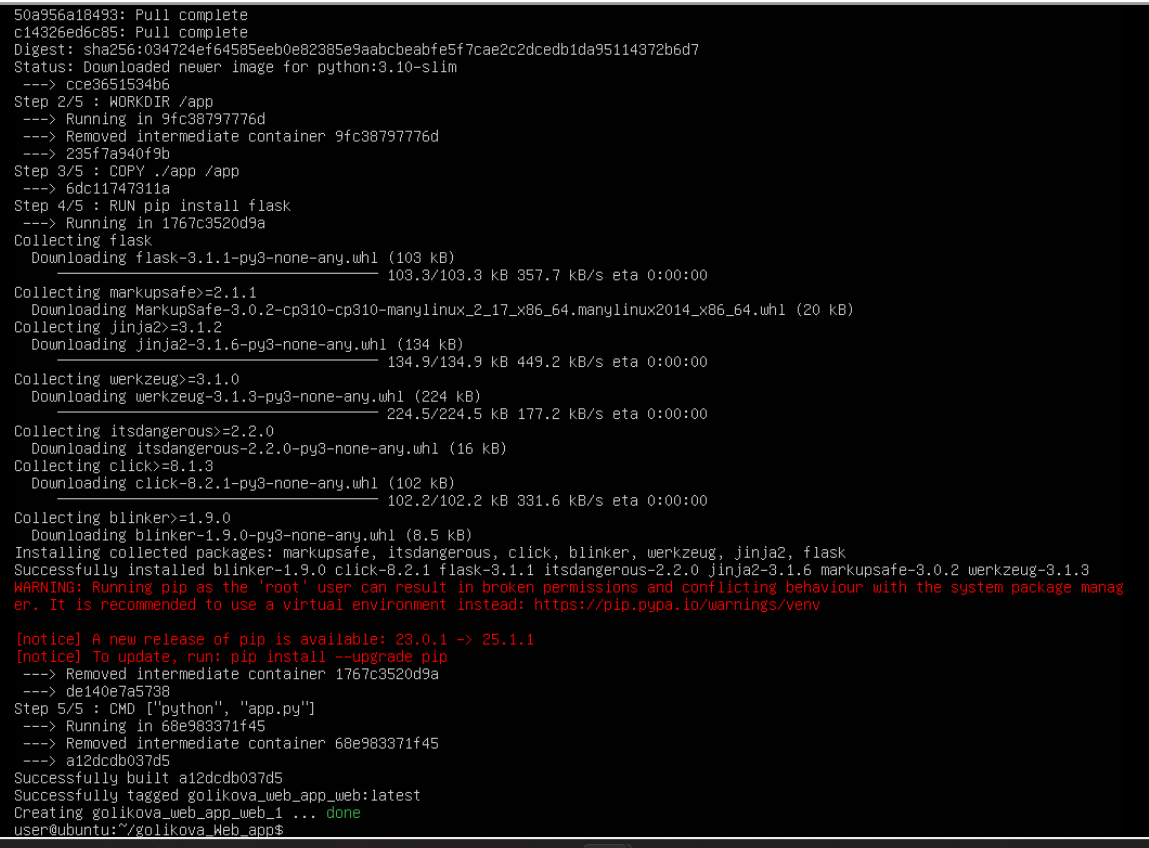 50a956a18493: Pull complete
c14326ed6c85: Pull complete
Digest: sha256:034724ef64585eeb0e82385e9aabcbeabfe5f7cae2c2dcedb1da95114372b6d7
Status: Downloaded newer image for python:3.10-slim
 ---> cce3651534b6
Step 2/5 : WORKDIR /app
 ---> Running in 9fc38797776d
 ---> Removed intermediate container 9fc38797776d
 ---> 235f7a940f9b
Step 3/5 : COPY ./app /app
 ---> 6dc11747311a
Step 4/5 : RUN pip install flask
 ---> Running in 1767c3520d9a
Collecting flask
  Downloading flask-3.1.1-py3-none-any.whl (103 kB)
103.3/103.3 kB 357.7 kB/s eta 0:00:00
Collecting markupsafe>=2.1.1
  Downloading MarkupSafe-3.0.2-cp310-cp310-manylinux_2_17_x86_64.manylinux2014_x86_64.whl (20 kB)
Collecting jinja2>=3.1.2
  Downloading jinja2-3.1.6-py3-none-any.whl (134 kB)
134.9/134.9 kB 449.2 kB/s eta 0:00:00
Collecting werkzeug>=3.1.0
  Downloading werkzeug-3.1.3-py3-none-any.whl (224 kB)
224.5/224.5 kB 177.2 kB/s eta 0:00:00
Collecting itsdangerous>=2.2.0
  Downloading itsdangerous-2.2.0-py3-none-any.whl (16 kB)
Collecting click>=8.1.3
  Downloading click-8.2.1-py3-none-any.whl (102 kB)
102.2/102.2 kB 331.6 kB/s eta 0:00:00
Collecting blinker>=1.9.0
  Downloading blinker-1.9.0-py3-none-any.whl (8.5 kB)
Installing collected packages: markupsafe, itsdangerous, click, blinker, werkzeug, jinja2, flask
Successfully installed blinker-1.9.0 click-8.2.1 flask-3.1.1 itsdangerous-2.2.0 jinja2-3.1.6 markupsafe-3.0.2 werkzeug-3.1.3
WARNING: Running pip as the 'root' user can result in broken permissions and conflicting behaviour with the system package manag
er. It is recommended to use a virtual environment instead: https://pip.pypa.io/warnings/venv
[notice] A new release of pip is available: 23.0.1 -> 25.1.1
[notice] To update, run: pip install --upgrade pip
 ---> Removed intermediate container 1767c3520d9a
 ---> de140e7a5738
Step 5/5 : CMD ["python", "app.py"]
 ---> Running in 68e983371f45
 ---> Removed intermediate container 68e983371f45
 ---> a12dcdb037d5
Successfully built a12dcdb037d5
Successfully tagged golikova_web_app_web:latest
Creating golikova_web_app_web_1 ... done
user@ubuntu:~/golikova_Web_app$